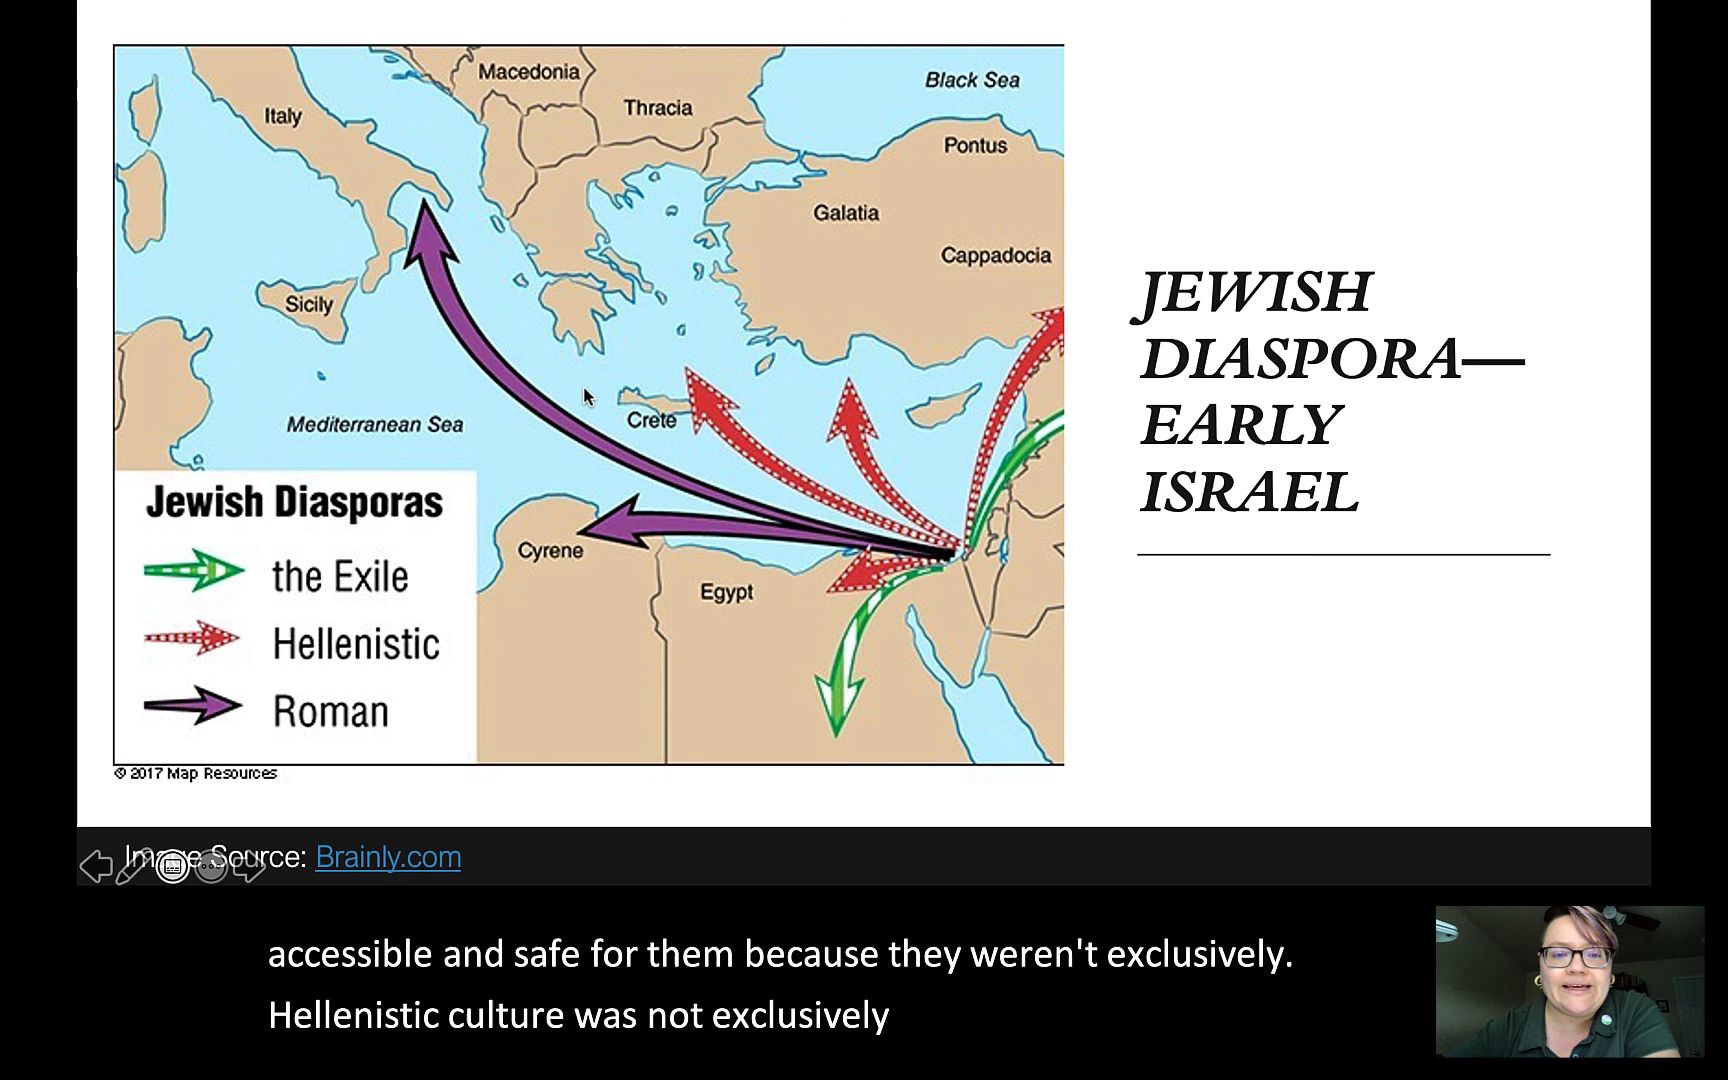 Macedonia
Black Sea
Italy
Thracia
Pontus
Galatia
Cappadocia
Sicily
Crete
Mediterranean Sea
Cyrene
Egypt
Jewish Diasporas
the Exile
Hellenistic
Roman
© 2017 Map Resources
JEWISH
DIASPORA—
EARLY
ISRAEL
Image Source: Brainly.com
accessible and safe for them because they weren't exclusively.
Hellenistic culture was not exclusively